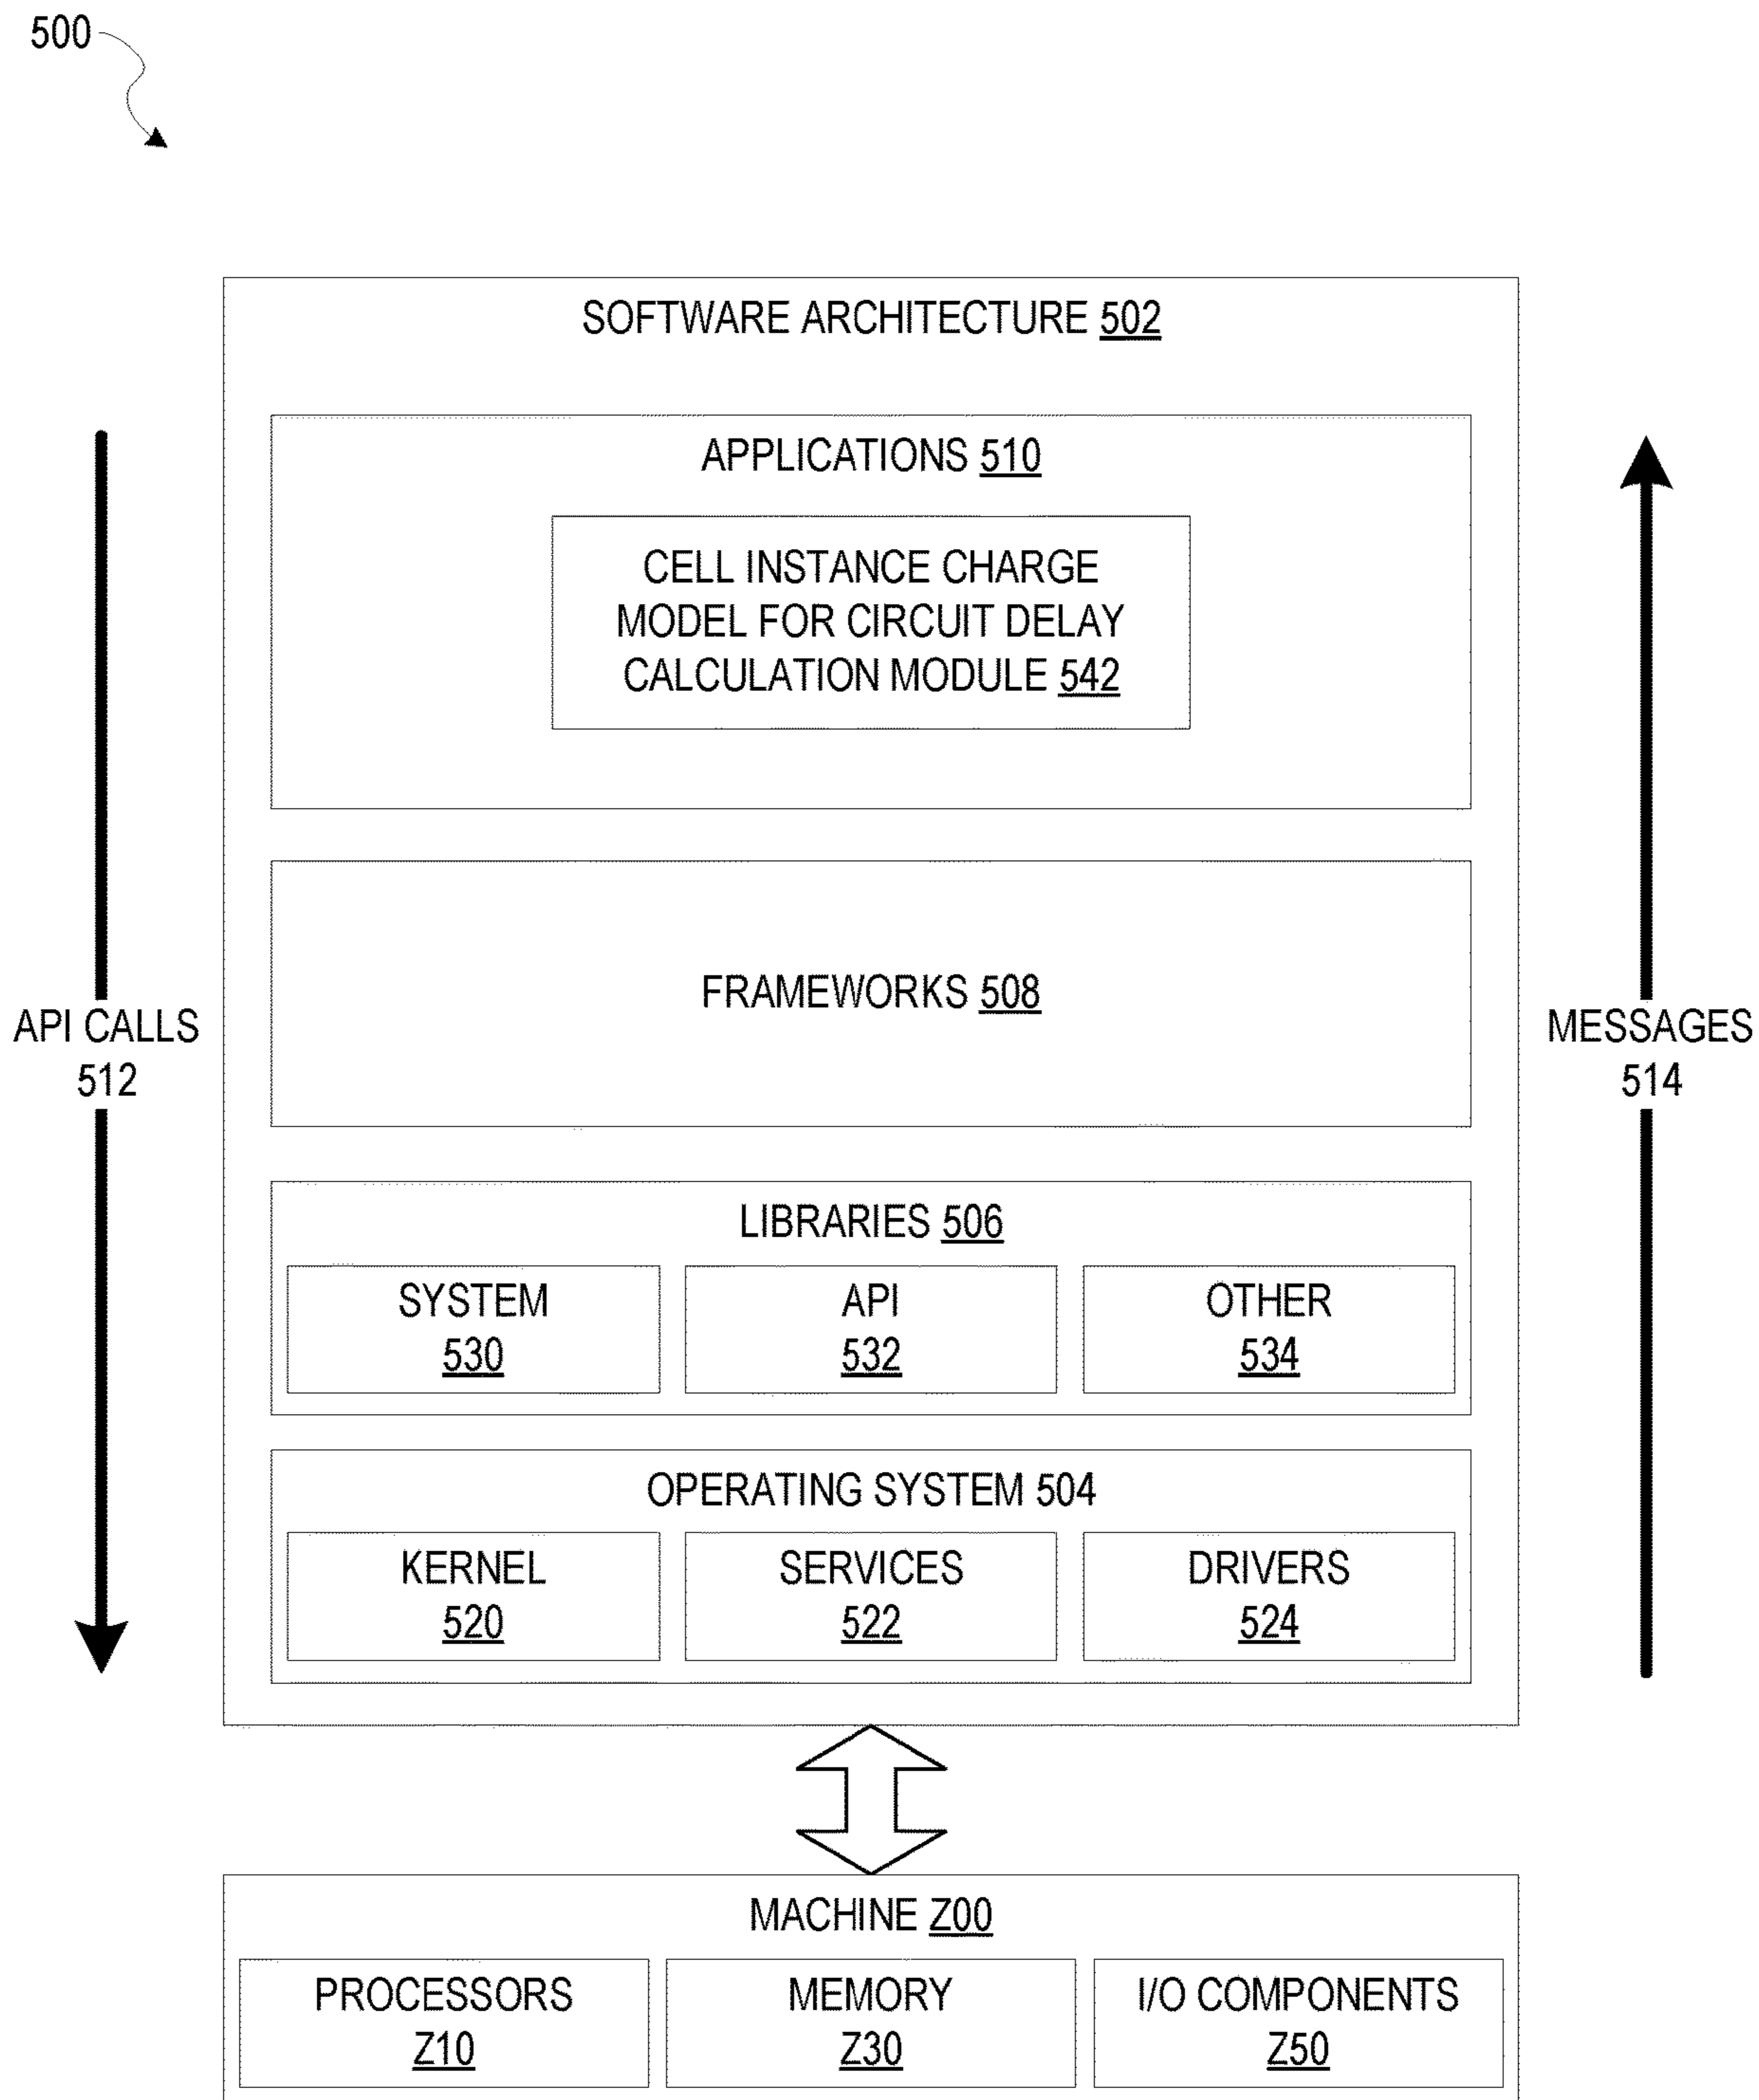 500
SOFTWARE ARCHITECTURE 502
APPLICATIONS 510
CELL INSTANCE CHARGE
MODEL FOR CIRCUIT DELAY
CALCULATION MODULE 542
FRAMEWORKS 508
API CALLS
512
MESSAGES
514
LIBRARIES 506
SYSTEM
530
API
532
OTHER
534
OPERATING SYSTEM 504
KERNEL
520
SERVICES
522
DRIVERS
524
MACHINE Z00
PROCESSORS
Z10
MEMORY
Z30
I/O COMPONENTS
Z50